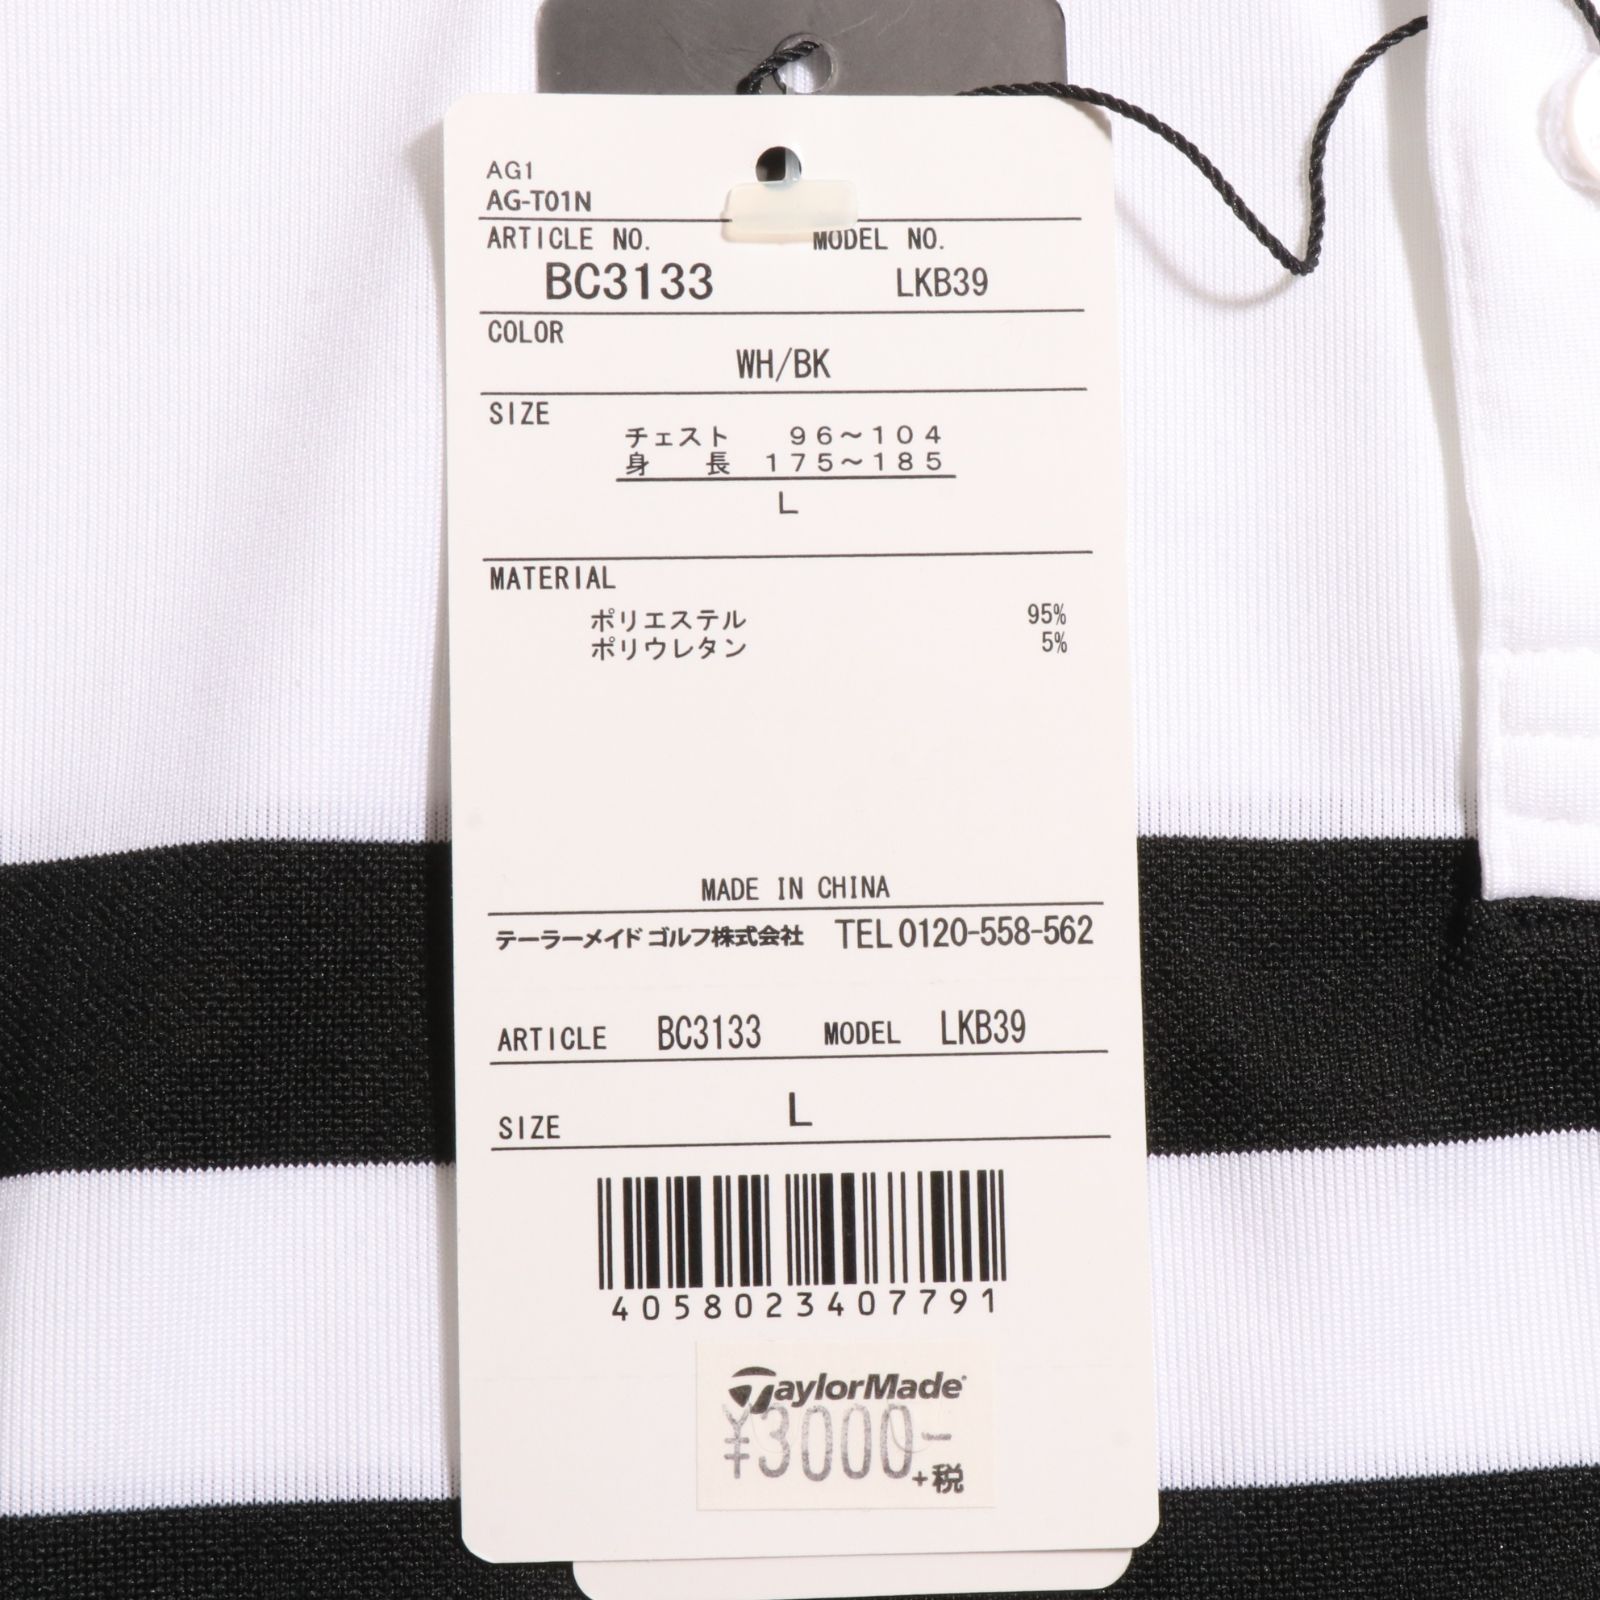 AG1
AG-T01N
ARTICLE NO. MODEL NO.
BC3133 LKB39
COLOR
WH/BK
SIZE
チェスト 96~104
身 長 175~185
L
MATERIAL
ポリエステル 95%
ポリウレタン 5%
MADE IN CHINA
テーラーメイド ゴルフ株式会社 TEL 0120-558-562
ARTICLE BC3133 MODEL LKB39
SIZE L
4058023407791
TaylorMade
¥3000-
+税